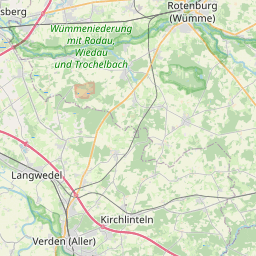 Rotenburg
(Wümme)
sberg
Wümmeniederung
mit Rodau,
Wiedau
und Trochelbach
Langwedel
Kirchlinteln
Verden (Aller)